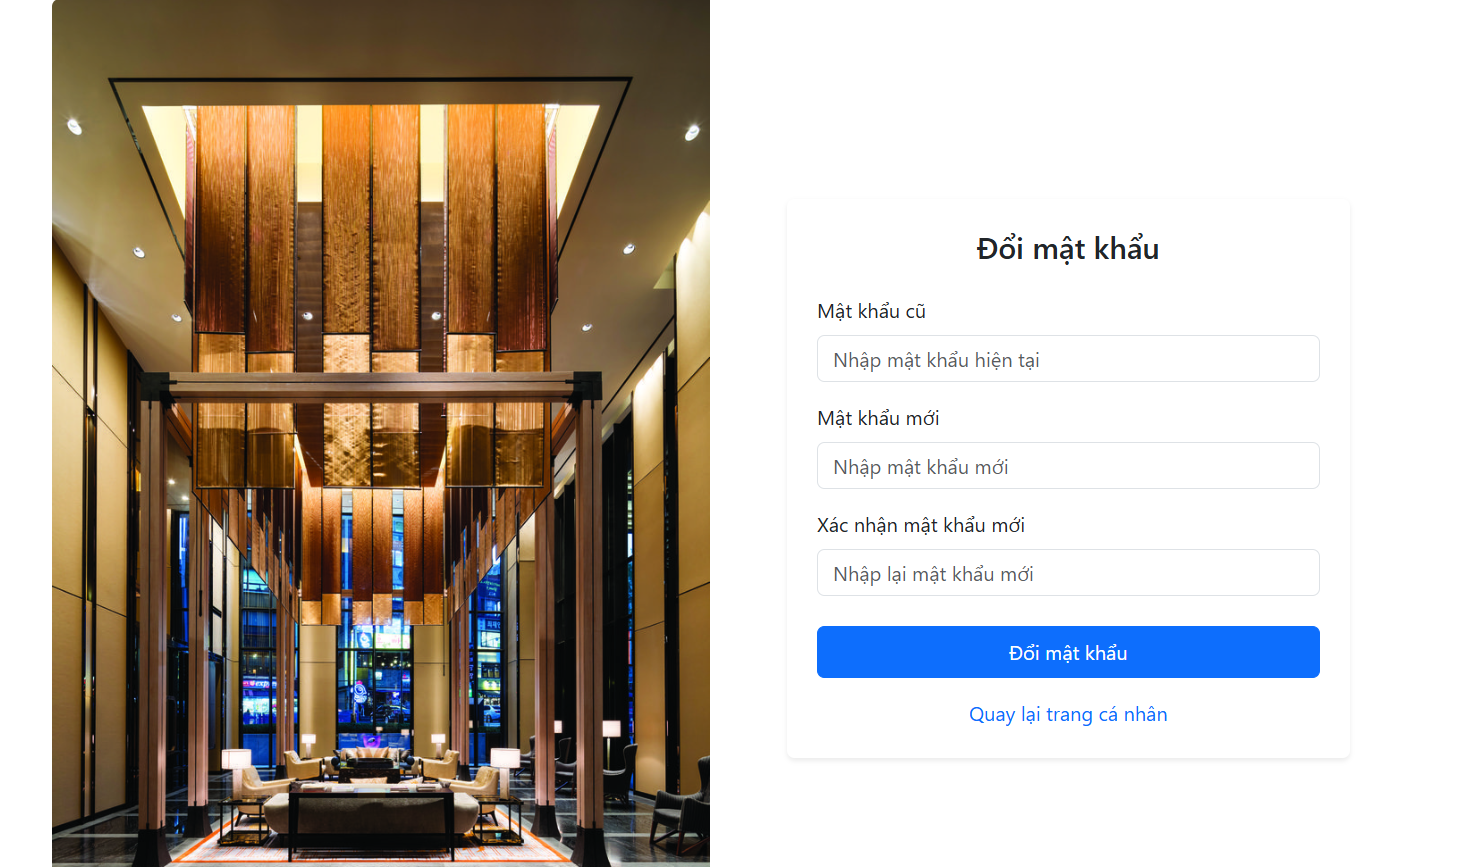 Đổi mật khẩu
Mật khẩu cũ
Nhập mật khẩu hiện tại
Mật khẩu mới
Nhập mật khẩu mới
Xác nhận mật khẩu mới
Nhập lại mật khẩu mới
Đổi mật khẩu
Quay lại trang cá nhân